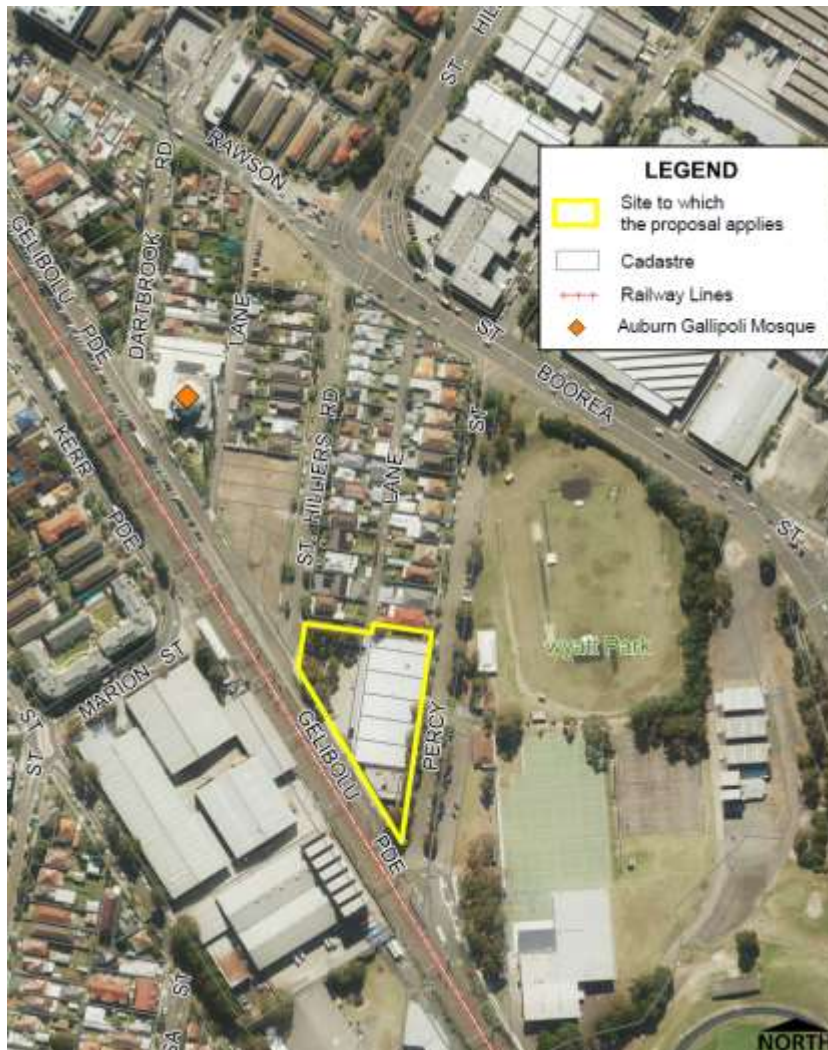 ST HIL
RAWSON
RD
DARTBROOK
GELIBOLU PDE
LANE
LEGEND
Site to which
the proposal applies
Cadastre
Railway Lines
Auburn Gallipoli Mosque
ST
BOOREA
ST
KERR PDE
ST. HILLIERS RD
LANE
ST
Wyatt Park
MARION ST
ST
ST
GELIBOLU PDE
PERCY
ST
NORTH